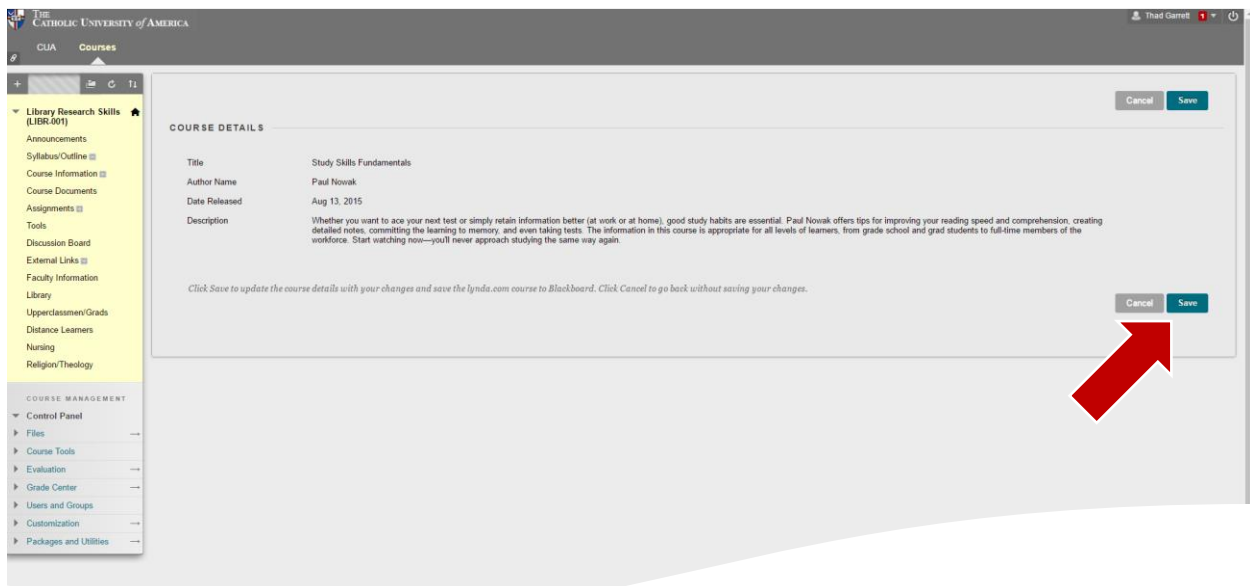 THE
CATHOLIC UNIVERSITY of AMERICA
Thad Garrett 1
CUA Courses
Library Research Skills
(LIBR-001)
Announcements
Syllabus/Outline
Course Information
Course Documents
Assignments
Tools
Discussion Board
External Links
Faculty Information
Library
Upperclassmen/Grads
Distance Learners
Nursing
Religion/Theology
COURSE MANAGEMENT
Control Panel
Files
Course Tools
Evaluation
Grade Center
Users and Groups
Customization
Packages and Utilities
Cancel Save
COURSE DETAILS
Title Study Skills Fundamentals
Author Name Paul Nowak
Date Released Aug 13, 2015
Description Whether you want to ace your next test or simply retain information better (at work or at home), good study habits are essential. Paul Nowak offers tips for improving your reading speed and comprehension, creating
detailed notes, committing the learning to memory, and even taking tests. The information in this course is appropriate for all levels of learners, from grade school and grad students to full-time members of the
workforce. Start watching now—you'll never approach studying the same way again.
Click Save to update the course details with your changes and save the lynda.com course to Blackboard. Click Cancel to go back without saving your changes.
Cancel Save